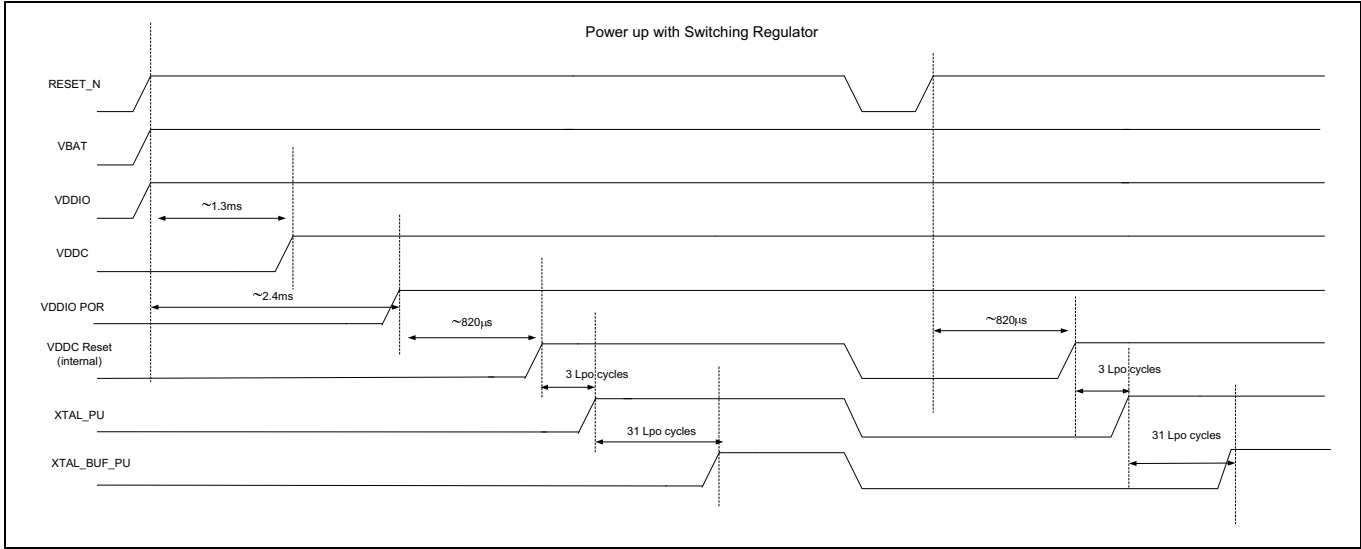 Power up with Switching Regulator
RESET_N
VBAT
VDDIO
~1.3ms
VDDC
~2.4ms
VDDIO POR
~820µs
~820µs
VDDC Reset
(internal)
3 Lpo cycles
3 Lpo cycles
XTAL_PU
31 Lpo cycles
31 Lpo cycles
XTAL_BUF_PU